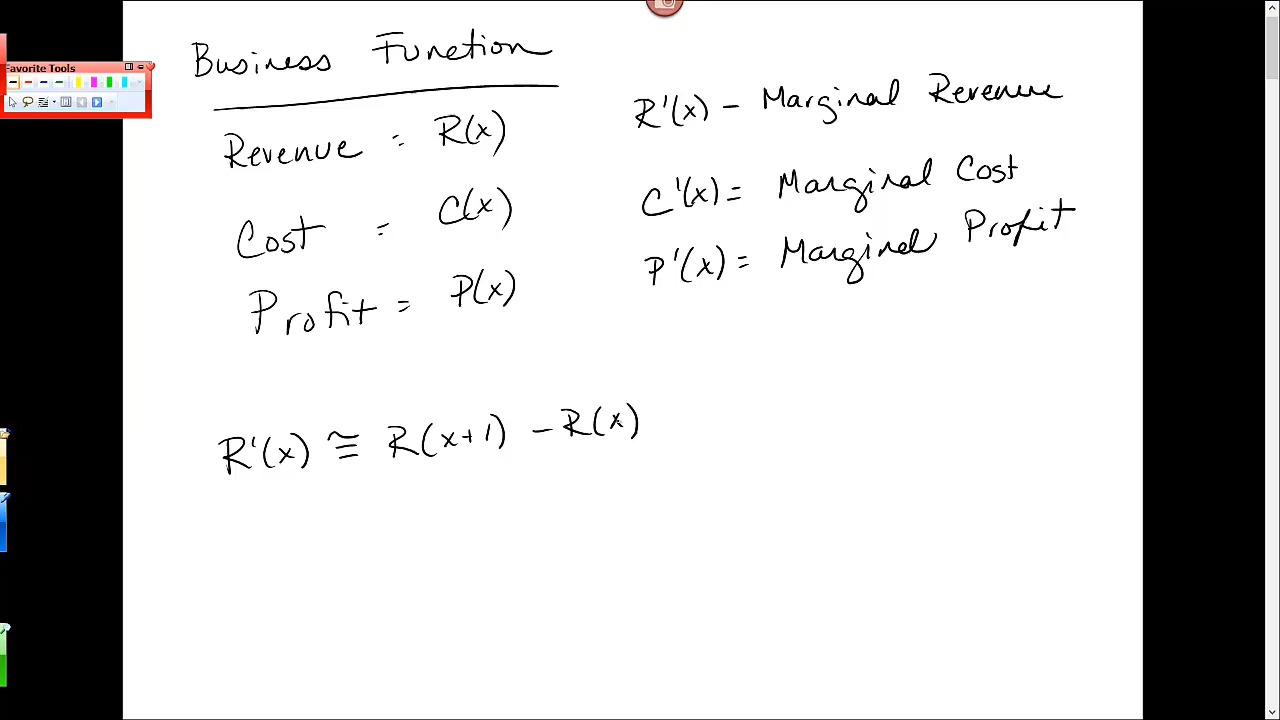 Business Function
Favorite Tools
Revenue = R(x)
Cost = C(x)
Profit = P(x)
R'(x) – Marginal Revenue
C'(x) = Marginal Cost
P'(x) = Marginal Profit
R'(x) ≅ R(x+1) – R(x)